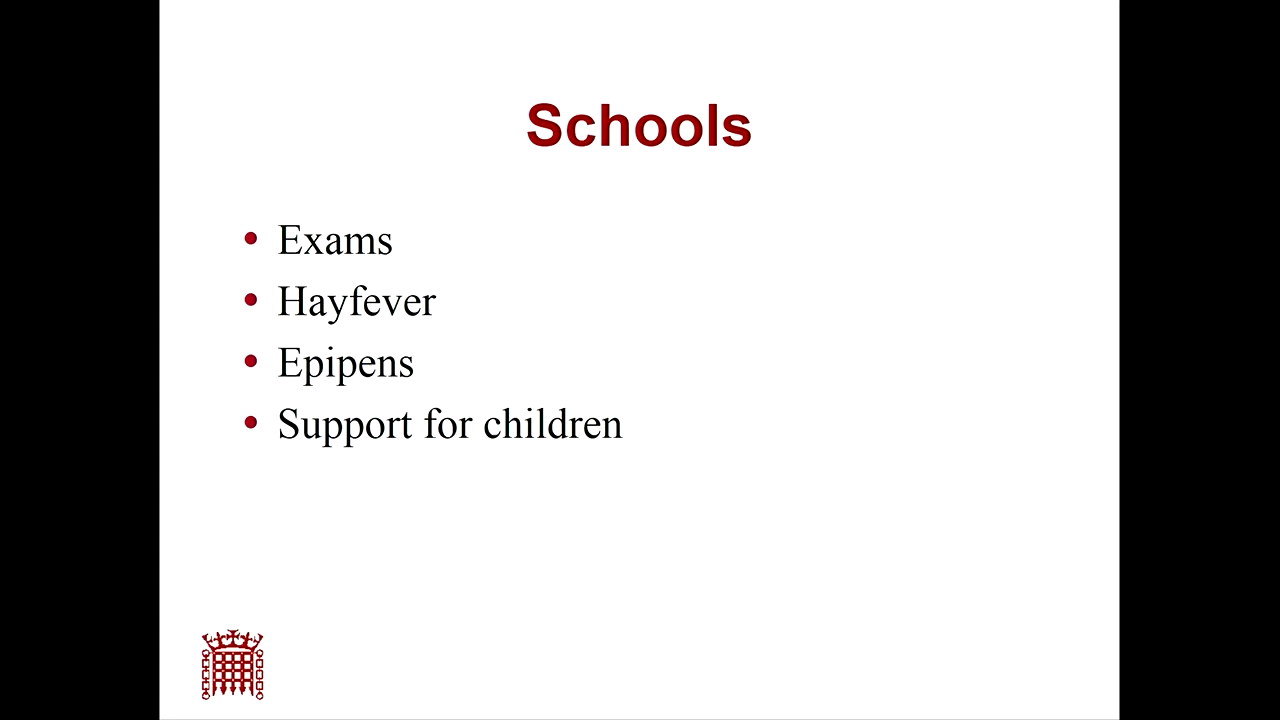 Schools
• Exams
• Hayfever
• Epipens
• Support for children